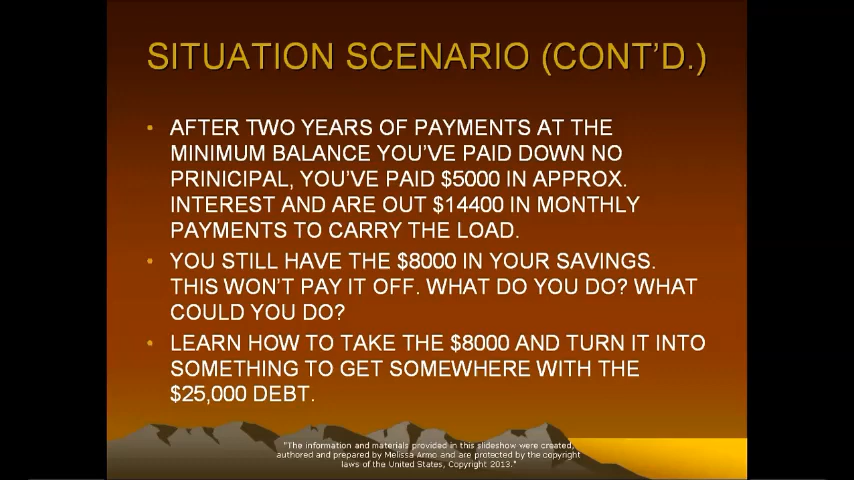 SITUATION SCENARIO (CONT'D.)
• AFTER TWO YEARS OF PAYMENTS AT THE
MINIMUM BALANCE YOU'VE PAID DOWN NO
PRINICIPAL, YOU'VE PAID $5000 IN APPROX.
INTEREST AND ARE OUT $14400 IN MONTHLY
PAYMENTS TO CARRY THE LOAD.
• YOU STILL HAVE THE $8000 IN YOUR SAVINGS.
THIS WON'T PAY IT OFF. WHAT DO YOU DO? WHAT
COULD YOU DO?
• LEARN HOW TO TAKE THE $8000 AND TURN IT INTO
SOMETHING TO GET SOMEWHERE WITH THE
$25,000 DEBT.
"The information and materials provided in this slideshow were created,
authored and prepared by Melissa Armo and are protected by the copyright
laws of the United States, Copyright 2013."